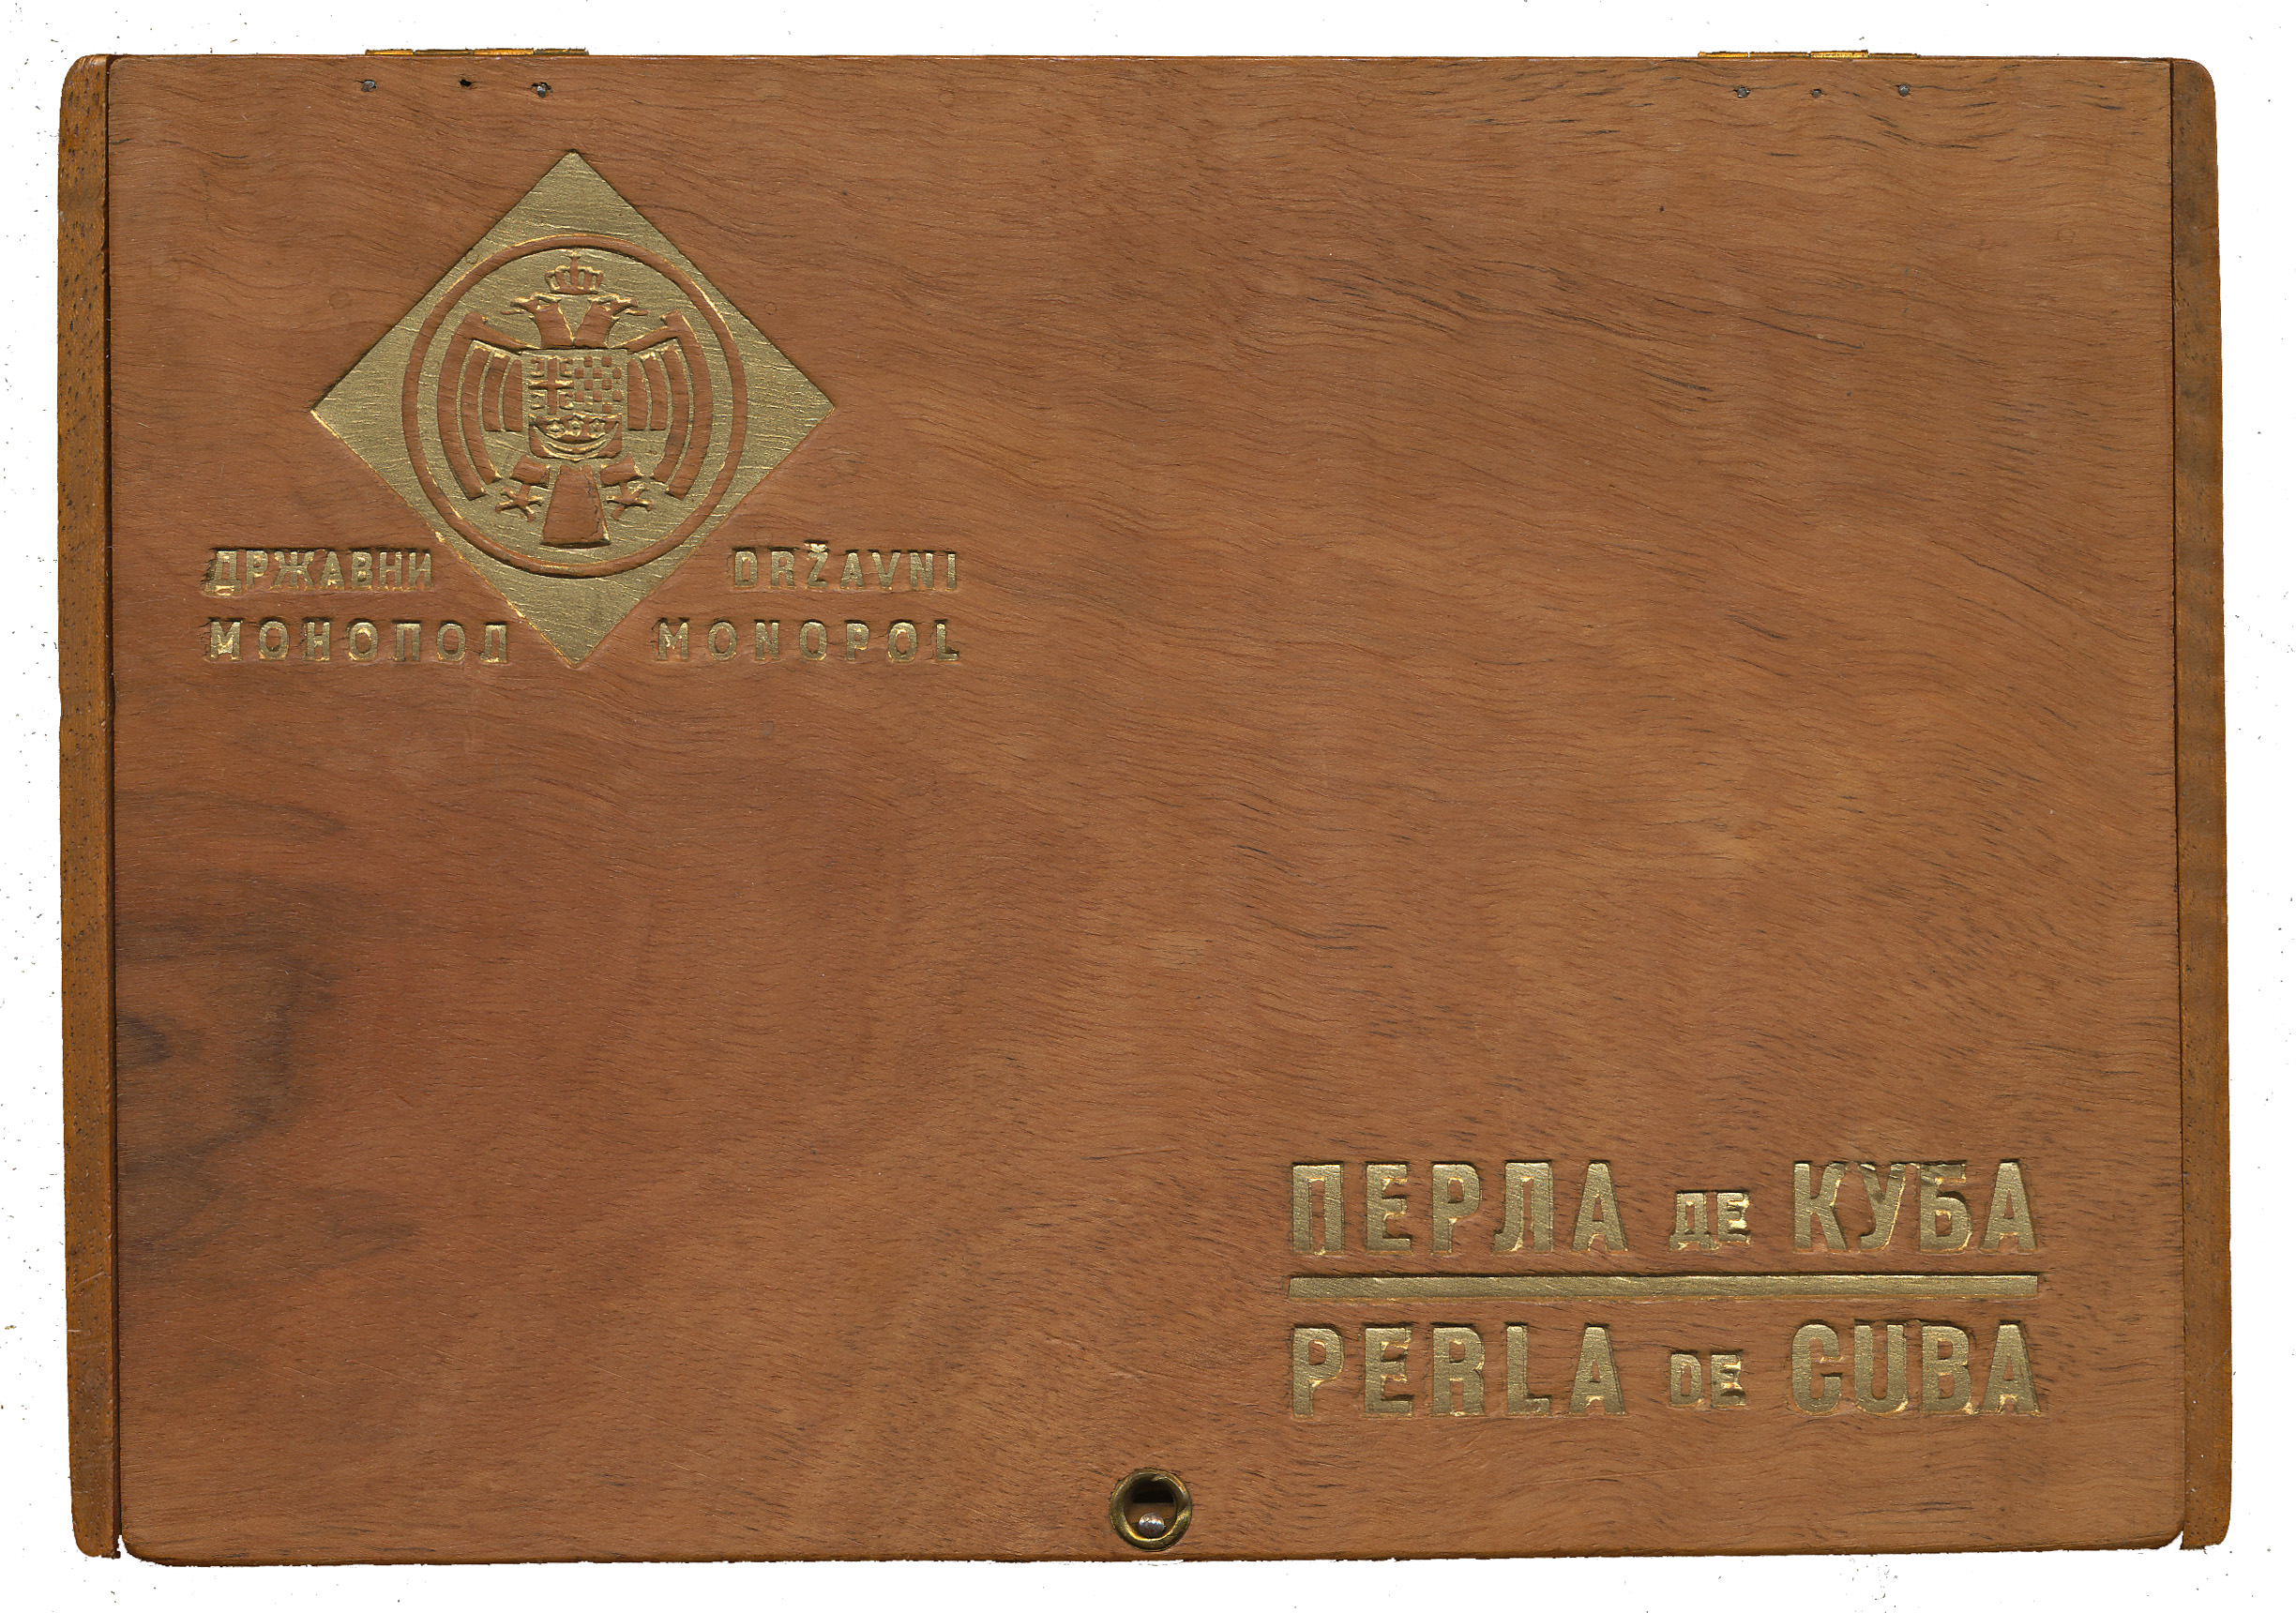 ДРЖАВНИ
МОНОПОЛ
DRŽAVNI
MONOPOL
ПЕРЛА ДЕ КУБА
PERLA DE CUBA